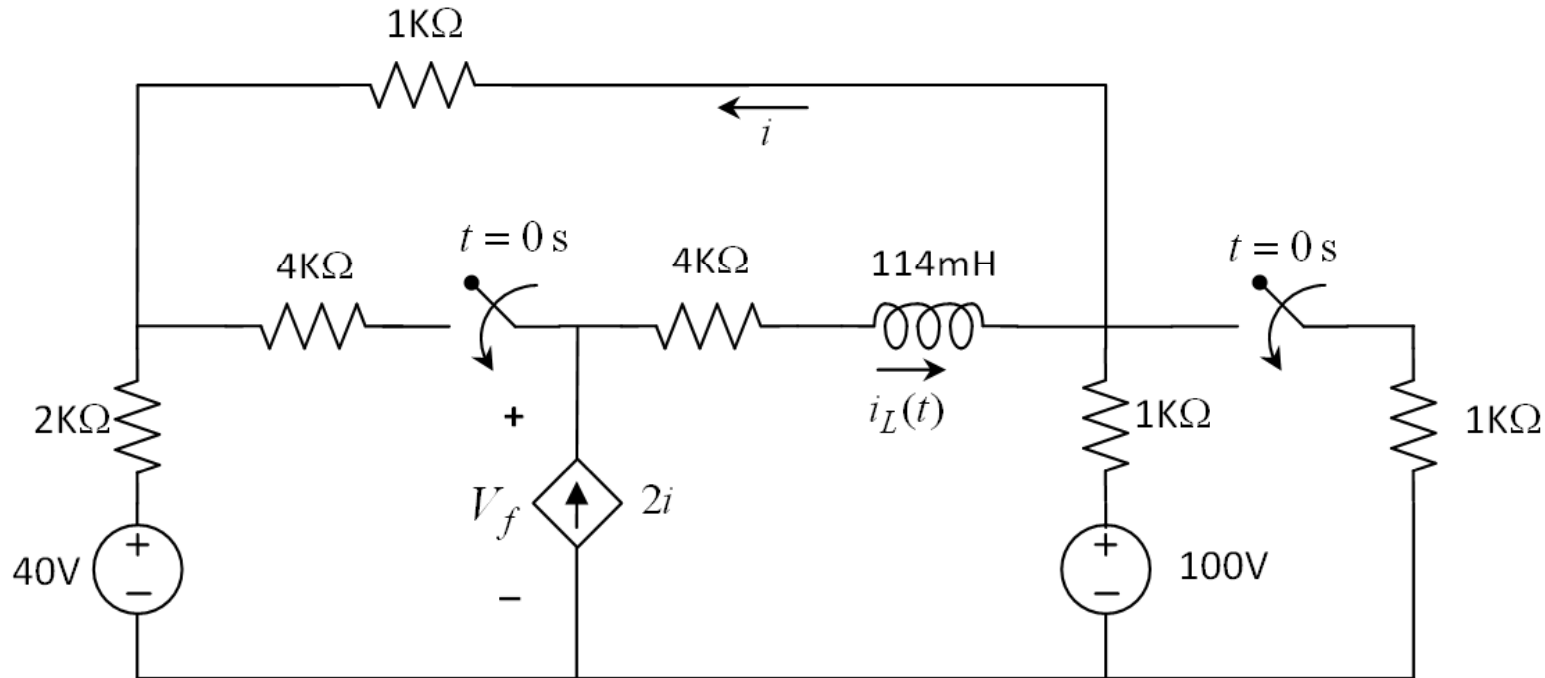 1KΩ
i
t = 0 s
t = 0 s
4KΩ
4KΩ
114mH
i_L(t)
2KΩ
+
1KΩ
1KΩ
V_f
2i
+
−
40V
+
−
100V
−